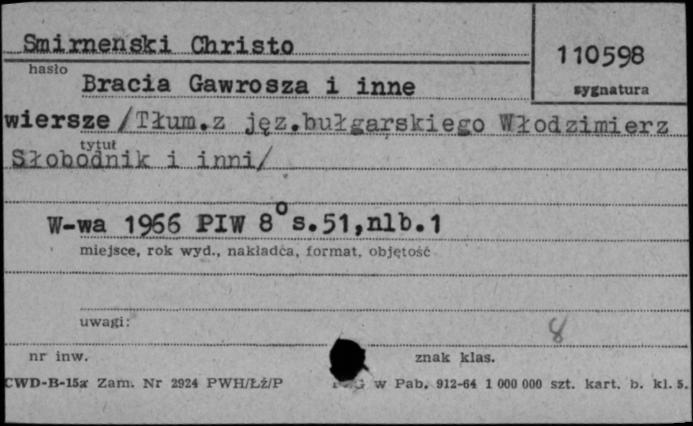 Smirnenski Christo
110598
hasło
sygnatura
Bracia Gawrosza i inne
wiersze /Tłum.z jęz.bułgarskiego Włodzimierz
tytuł
Słobodnik i inni/
W-wa 1966 PIW 8° s.51,nlb.1
miejsce, rok wyd., nakładca, format, objętość
uwagi:
8
nr inw.
znak klas.
CWD-B-15a Zam. Nr 2924 PWH/Łż/P
w Pab. 912-64 1 000 000 szt. kart. b. kl. 5.